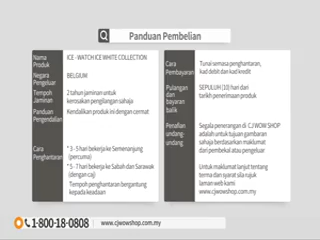 Panduan Pembelian
Nama Produk
ICE - WATCH ICE WHITE COLLECTION
Negara Pengeluar
BELGIUM
Tempoh Jaminan
2 tahun jaminan untuk
kerosakan pengilangan sahaja
Panduan Pengendalian
Kendalikan produk ini dengan cermat
Cara Penghantaran
* 3 - 5 hari bekerja ke Semenanjung
(percuma)
* 5 - 7 hari bekerja ke Sabah dan Sarawak
(dengan caj)
Tempoh penghantaran bergantung
kepada keadaan
Cara Pembayaran
Tunai semasa penghantaran,
kad debit dan kad kredit
Pulangan dan bayaran balik
SEPULUH (10) hari dari
tarikh penerimaan produk
Penafian undang-undang
Segala penerangan di CJ WOW SHOP
adalah untuk tujuan gambaran
sahaja berdasarkan maklumat
dari pembekal atau pengeluar
Untuk maklumat lanjut tentang
terma dan syarat sila rujuk
laman web kami
www.cjwowshop.com.my
1-800-18-0808
www.cjwowshop.com.my